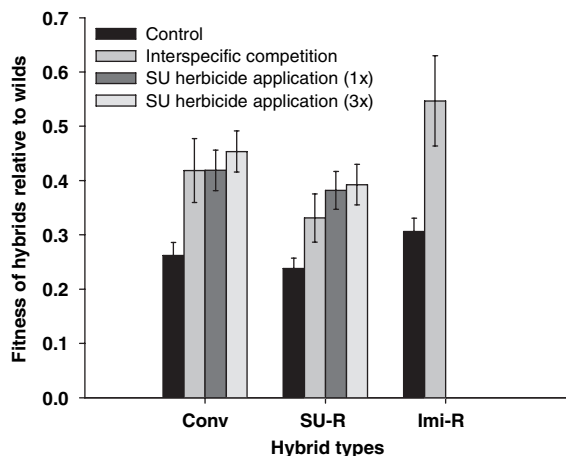 0.7
0.6
0.5
0.4
0.3
0.2
0.1
0.0
Fitness of hybrids relative to wilds
Control
Interspecific competition
SU herbicide application (1x)
SU herbicide application (3x)
Conv SU-R Imi-R
Hybrid types